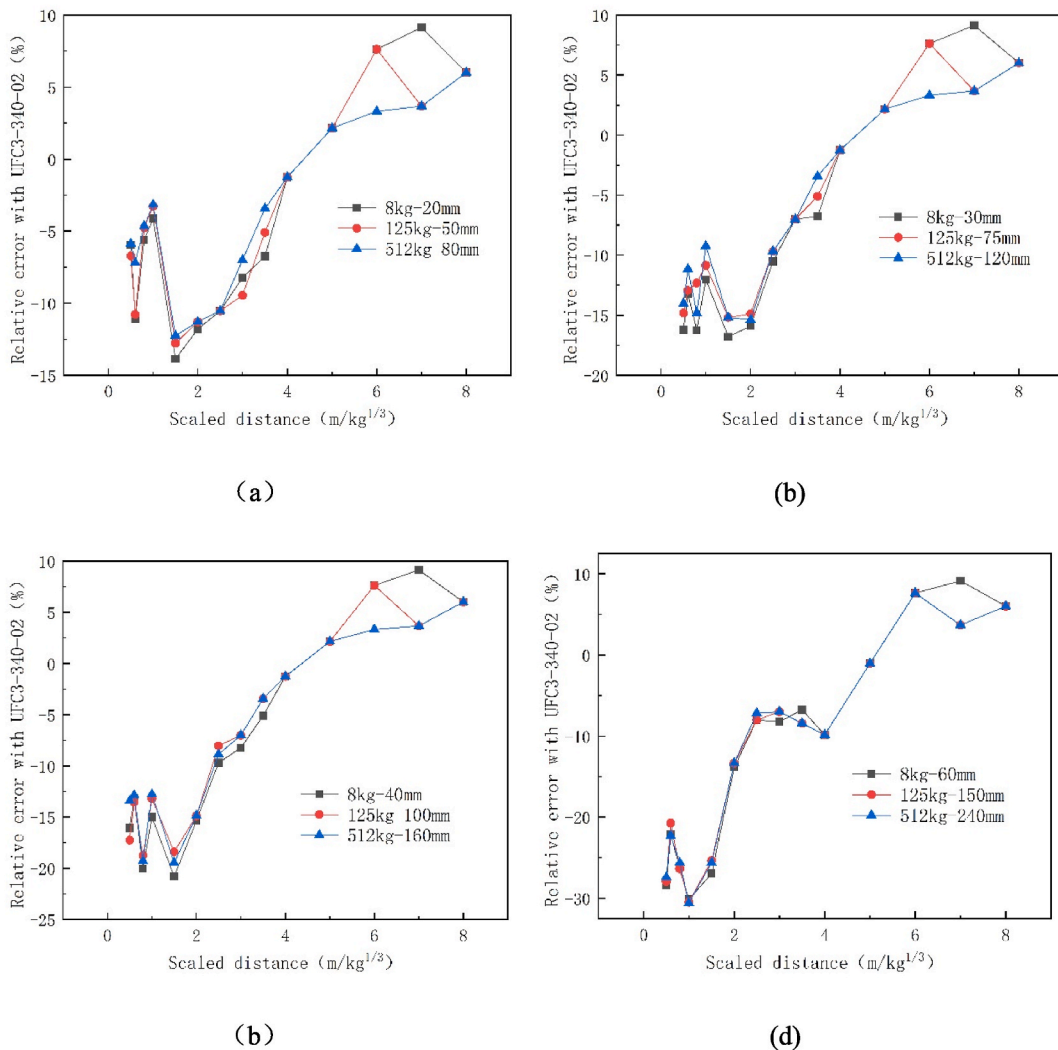 10
5
0
-5
-10
-15
0
2
4
6
8
Relative error with UFC3-340-02 (%)
Scaled distance (m/kg1/3)
8kg-20mm
125kg-50mm
512kg 80mm
(a)
10
5
0
-5
-10
-15
-20
0
2
4
6
8
Relative error with UFC3-340-02 (%)
Scaled distance (m/kg1/3)
8kg-30mm
125kg-75mm
512kg-120mm
(b)
10
5
0
-5
-10
-15
-20
-25
0
2
4
6
8
Relative error with UFC3-340-02 (%)
Scaled distance (m/kg1/3)
8kg-40mm
125kg 100mm
512kg-160mm
(b)
10
0
-10
-20
-30
0
2
4
6
8
Relative error with UFC3-340-02 (%)
Scaled distance (m/kg1/3)
8kg-60mm
125kg-150mm
512kg-240mm
(d)